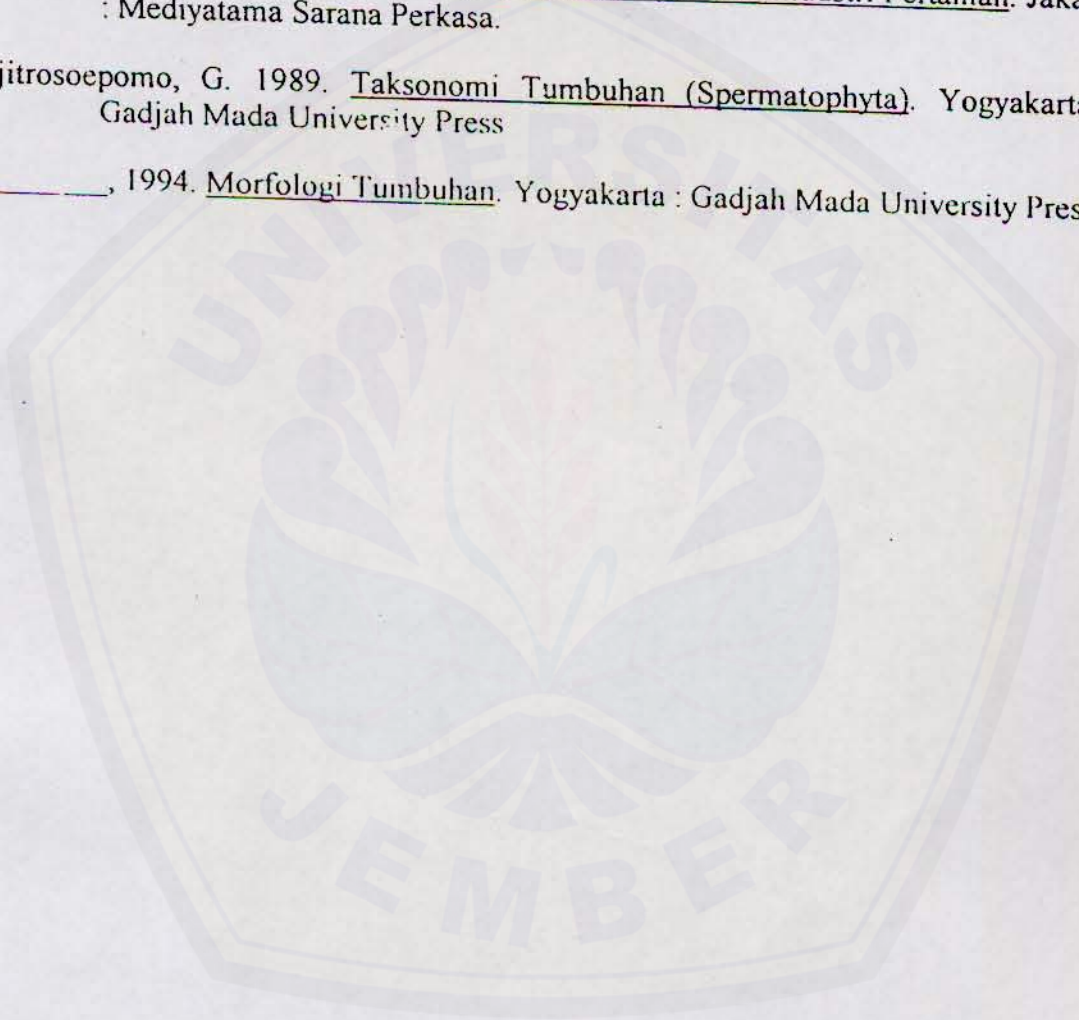 : Mediyatama Sarana Perkasa.
jitrosoepomo, G. 1989. Taksonomi Tumbuhan (Spermatophyta). Yogyakarta
Gadjah Mada University Press
, 1994. Morfologi Tumbuhan. Yogyakarta : Gadjah Mada University Pres
UNIVERSITAS
JEMBER